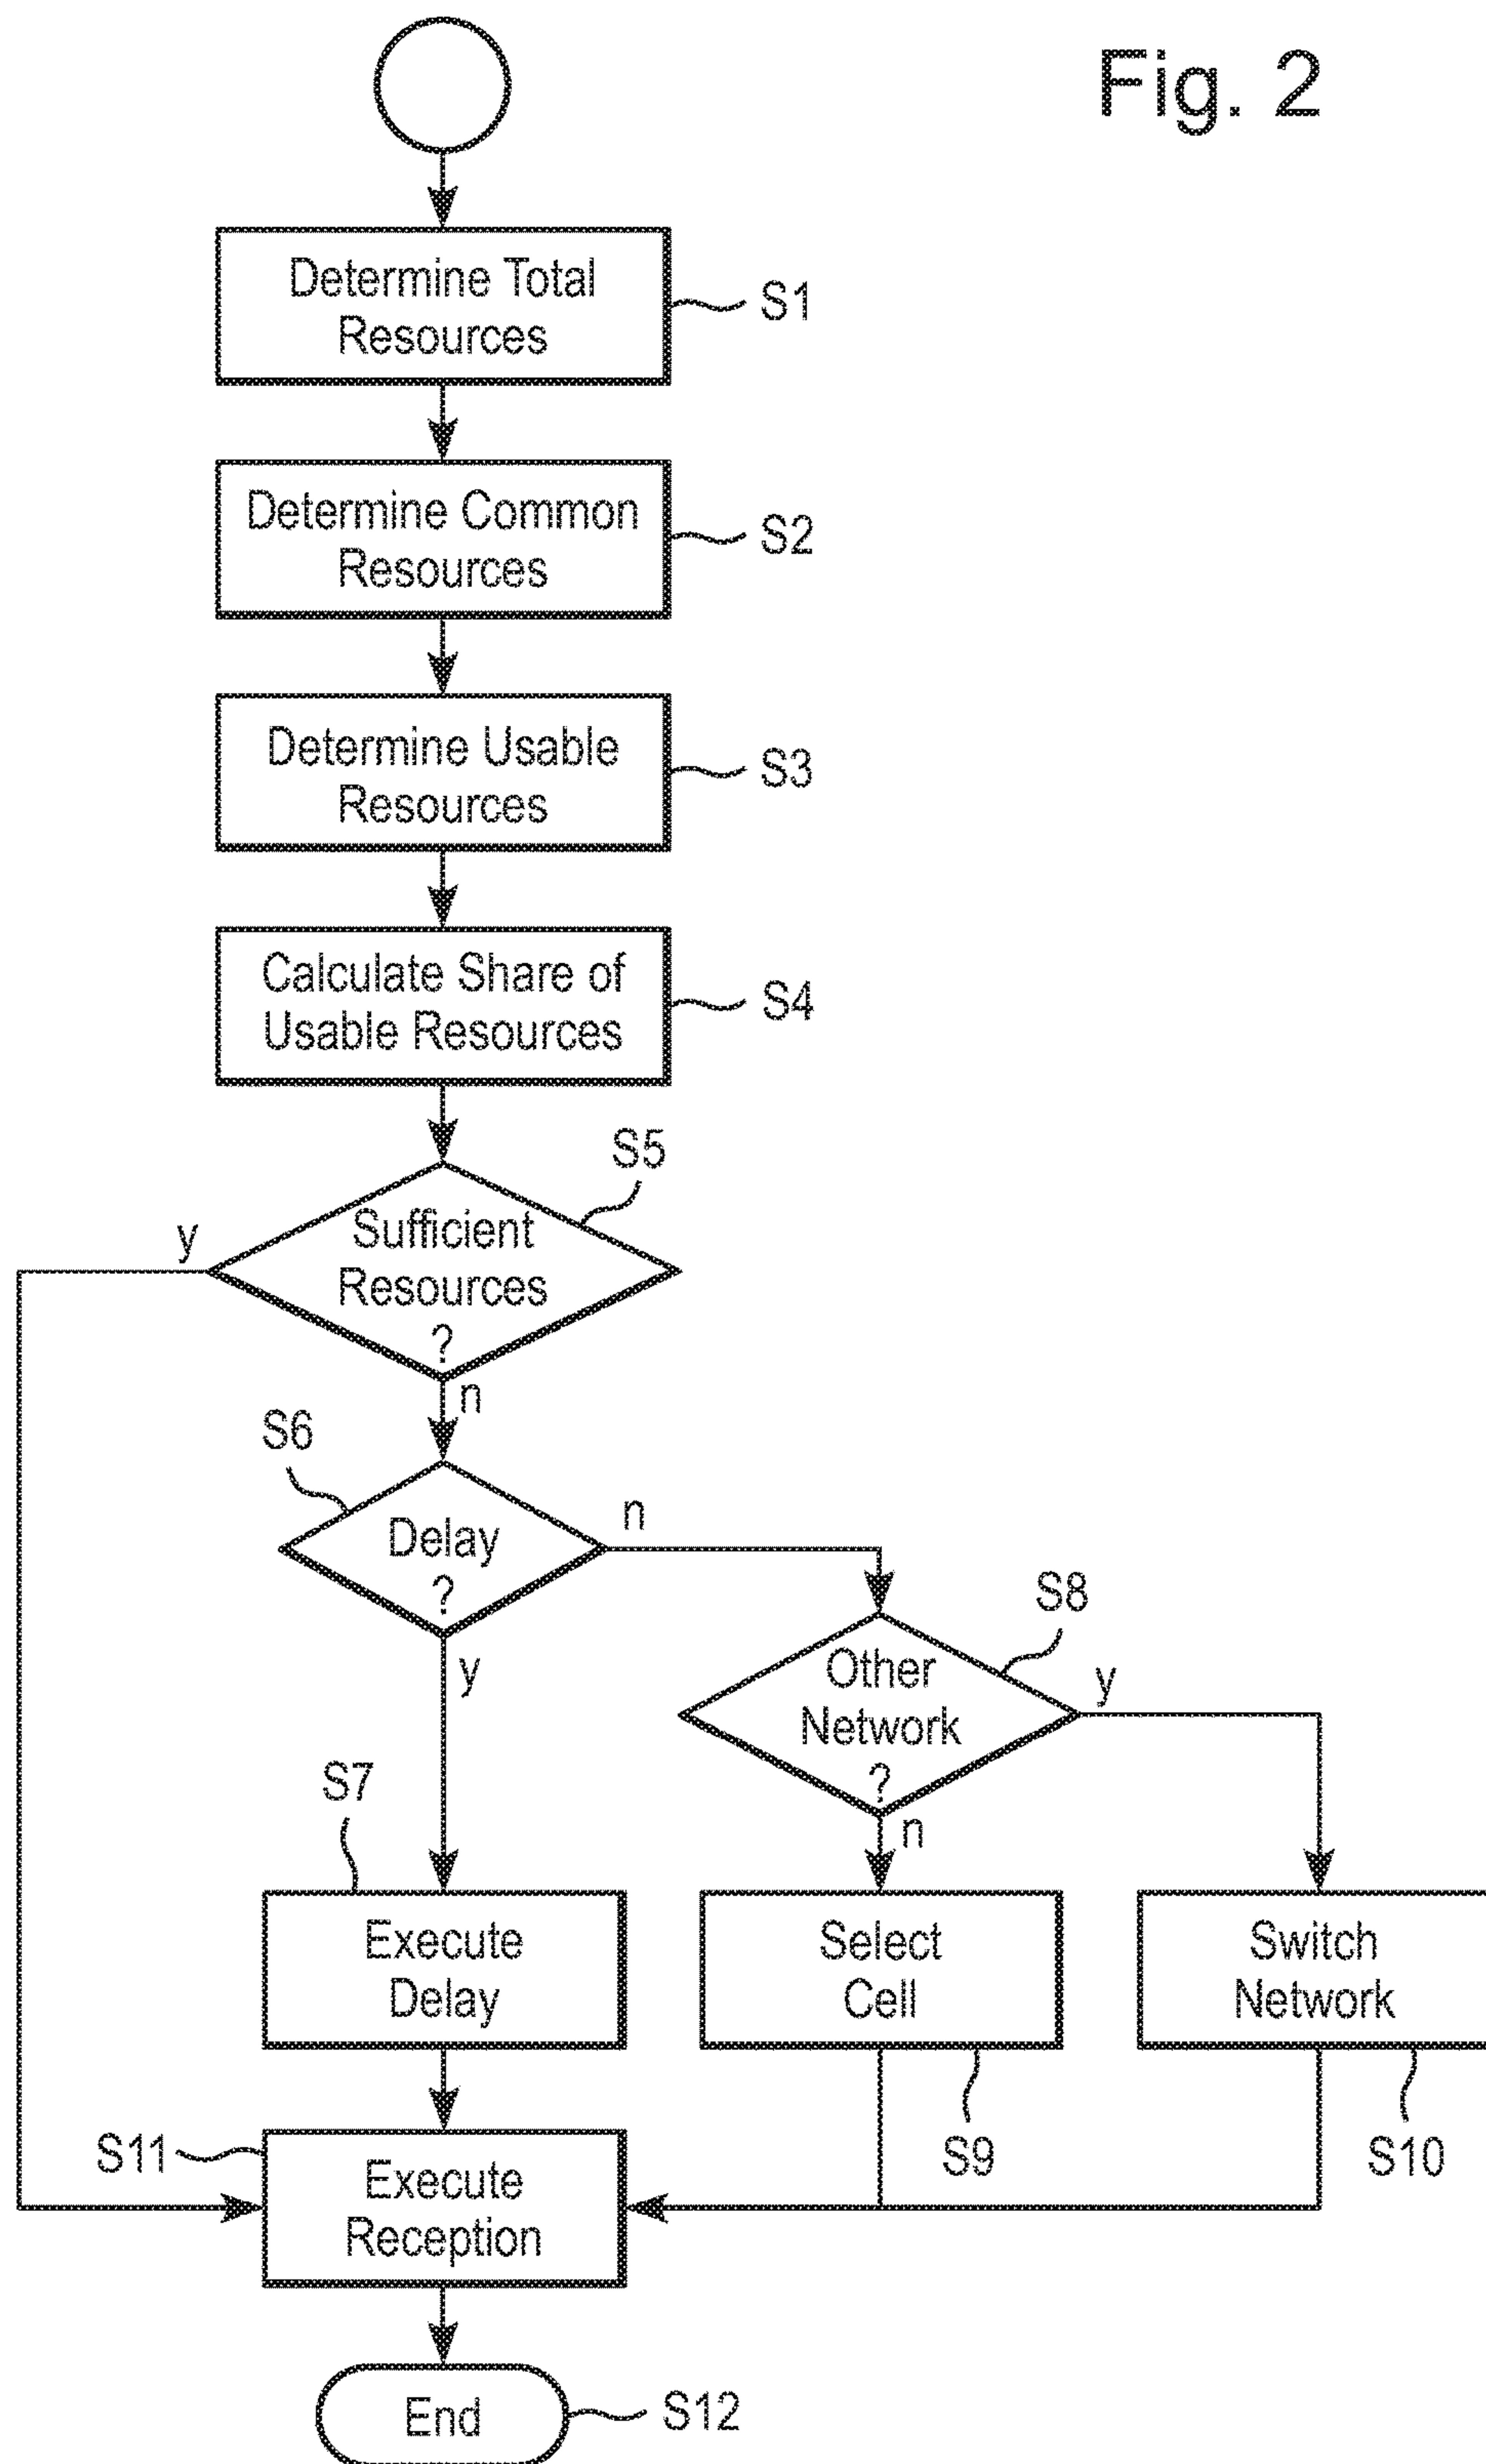 Fig. 2
Determine Total
Resources
S1
Determine Common
Resources
S2
Determine Usable
Resources
S3
Calculate Share of
Usable Resources
S4
S5
y
Sufficient
Resources
?
n
S6
Delay
?
n
y
S8
Other
Network
?
y
n
S7
Execute
Delay
Select
Cell
Switch
Network
S9
S10
S11
Execute
Reception
End
S12